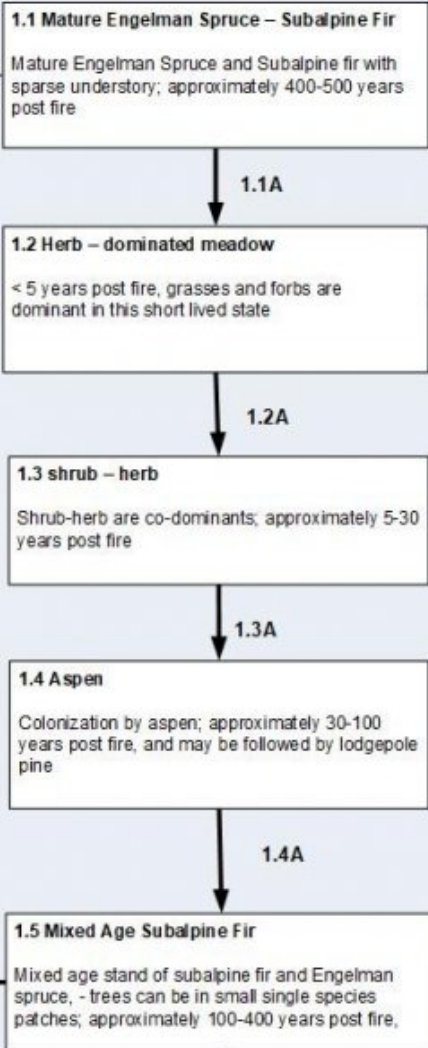 1.1 Mature Engelman Spruce – Subalpine Fir
Mature Engelman Spruce and Subalpine fir with
sparse understory; approximately 400-500 years
post fire
1.1A
1.2 Herb – dominated meadow
< 5 years post fire, grasses and forbs are
dominant in this short lived state
1.2A
1.3 shrub – herb
Shrub-herb are co-dominants; approximately 5-30
years post fire
1.3A
1.4 Aspen
Colonization by aspen; approximately 30-100
years post fire, and may be followed by lodgepole
pine
1.4A
1.5 Mixed Age Subalpine Fir
Mixed age stand of subalpine fir and Engelman
spruce, - trees can be in small single species
patches; approximately 100-400 years post fire,